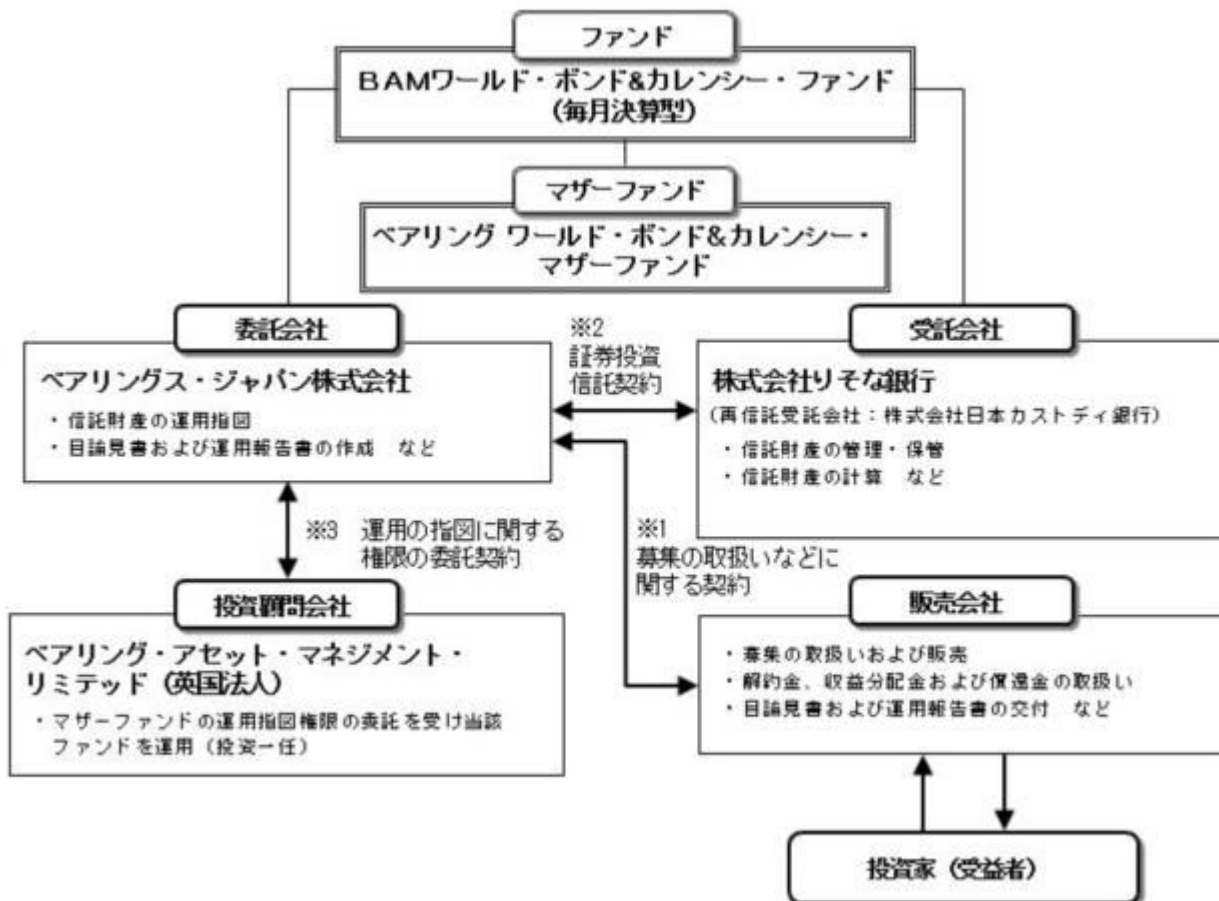 ファンド
BAMワールド・ボンド&カレンシー・ファンド
(毎月決算型)
マザーファンド
ベアリング ワールド・ボンド&カレンシー・
マザーファンド
委託会社
ベアリングス・ジャパン株式会社
・信託財産の運用指図
・目論見書および運用報告書の作成 など
※2
証券投資
信託契約
受託会社
株式会社りそな銀行
(再信託受託会社:株式会社日本カストディ銀行)
・信託財産の管理・保管
・信託財産の計算 など
※3 運用の指図に関する
権限の委託契約
※1
募集の取扱いなどに
関する契約
投資顧問会社
ベアリング・アセット・マネジメント・
リミテッド(英国法人)
・マザーファンドの運用指図権限の委託を受け当該
ファンドを運用(投資一任)
販売会社
・募集の取扱いおよび販売
・解約金、収益分配金および償還金の取扱い
・目論見書および運用報告書の交付 など
投資家(受益者)